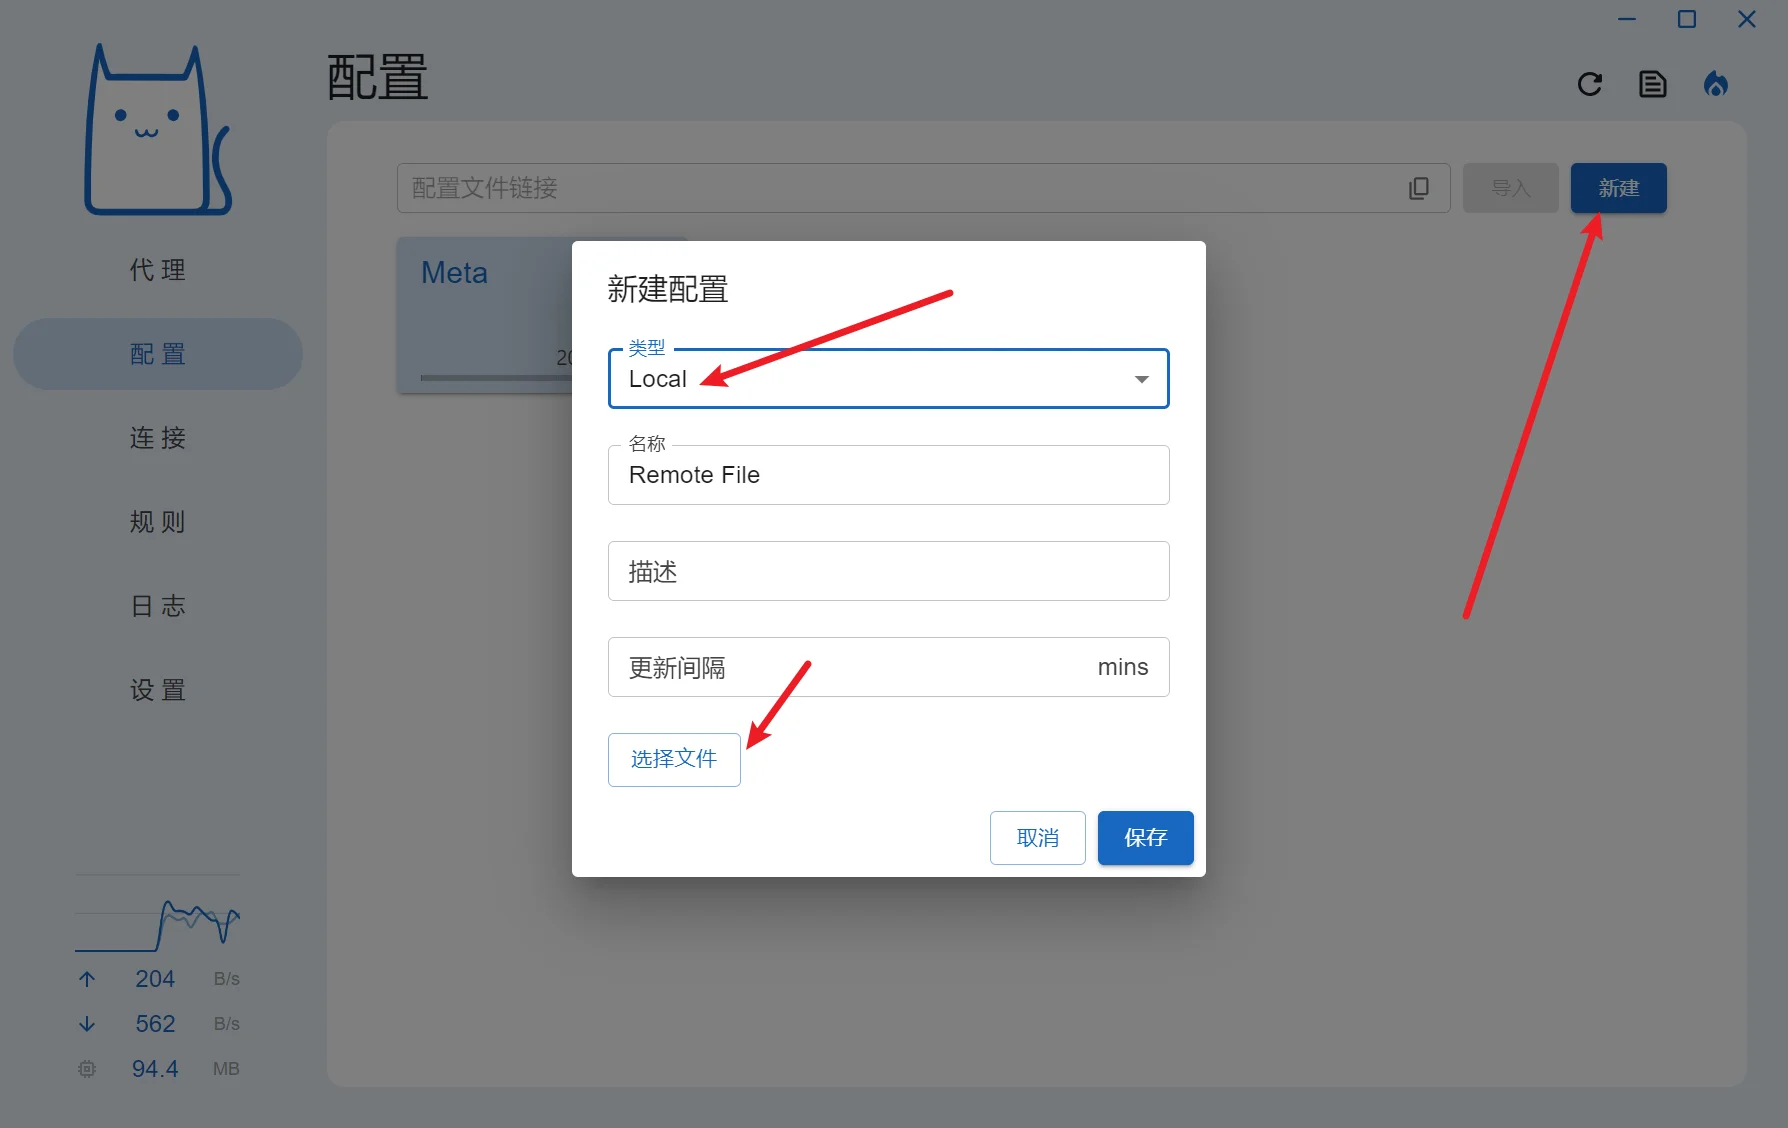 配置
代 理
配 置
连 接
规 则
日 志
设 置
204 B/s
562 B/s
94.4 MB
配置文件链接
导入
新建
Meta
新建配置
类型
Local
名称
Remote File
描述
更新间隔 mins
选择文件
取消 保存